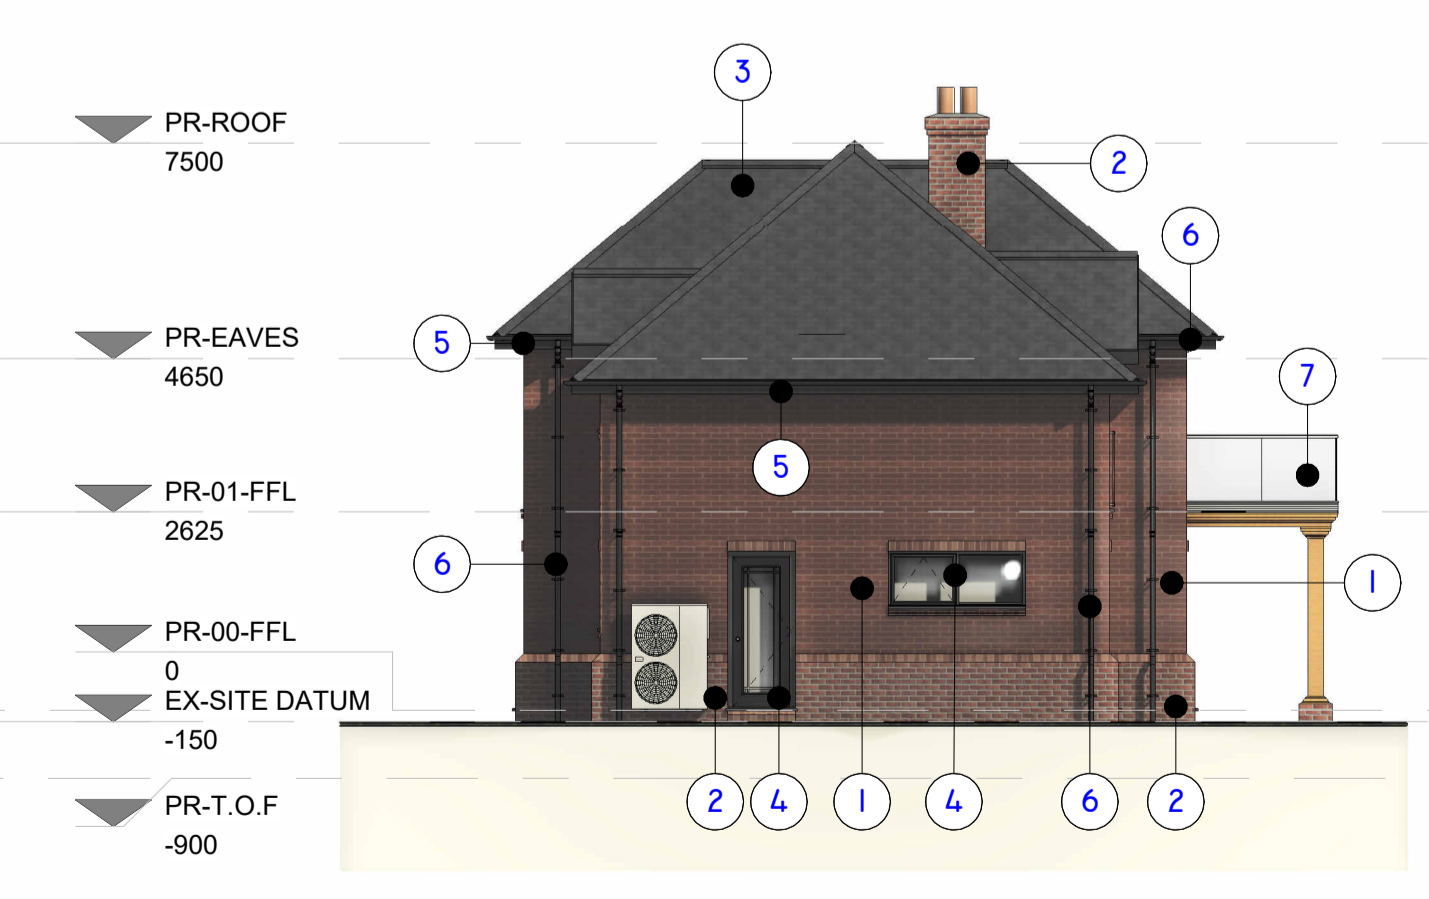 3
PR-ROOF
7500
2
6
PR-EAVES
4650
5
7
5
PR-01-FFL
2625
6
1
PR-00-FFL
0
EX-SITE DATUM
-150
PR-T.O.F
-900
2 4 1 4 6 2